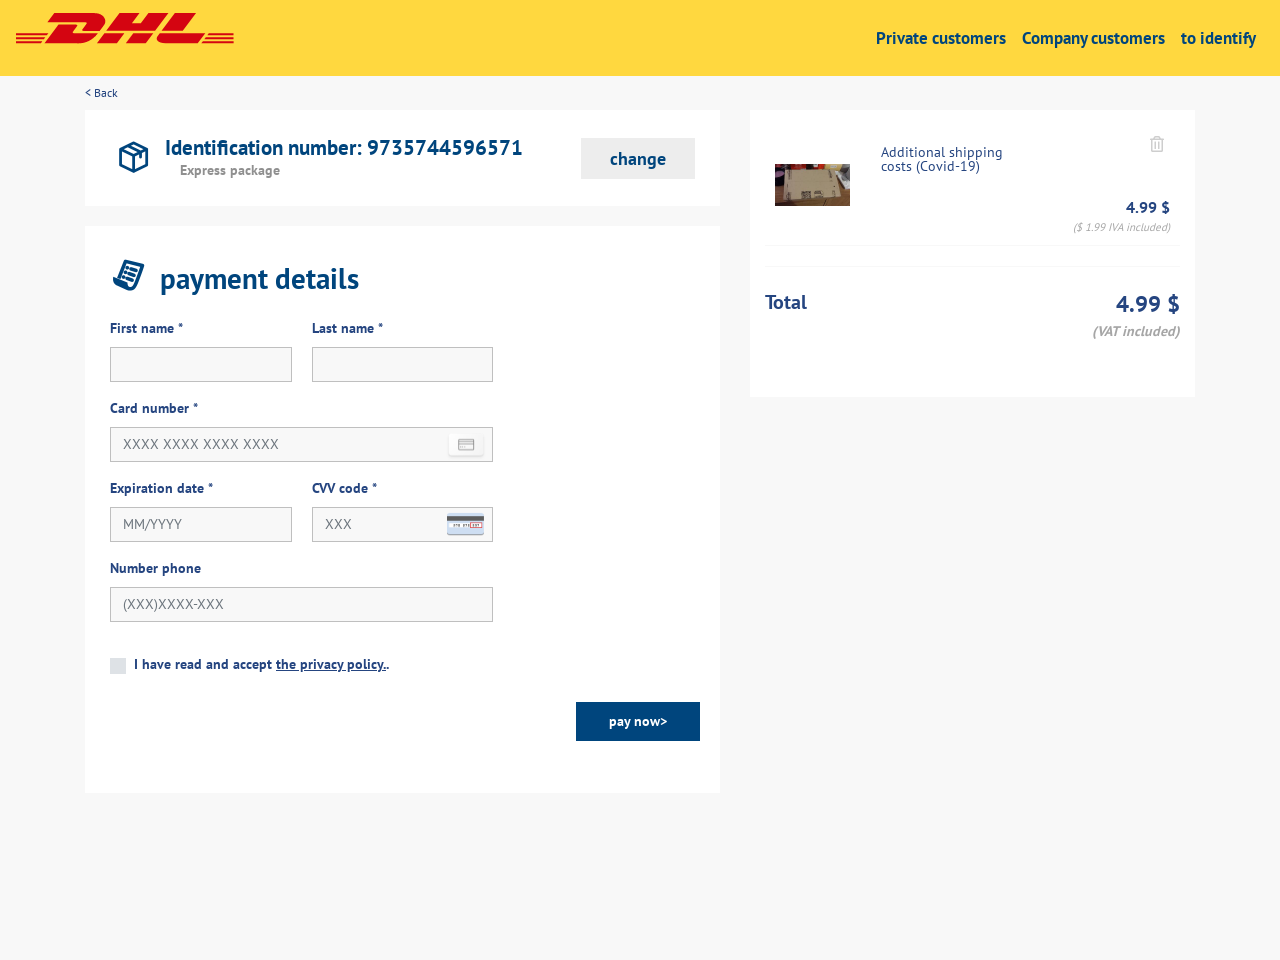 DHL
Private customers Company customers to identify
< Back
Identification number: 9735744596571
Express package
change
payment details
First name * Last name *
Card number *
XXXX XXXX XXXX XXXX
Expiration date * CVV code *
MM/YYYY XXX
Number phone
(XXX)XXXX-XXX
I have read and accept the privacy policy..
pay now>
Additional shipping
costs (Covid-19)
4.99 $
($ 1.99 IVA included)
Total 4.99 $
(VAT included)